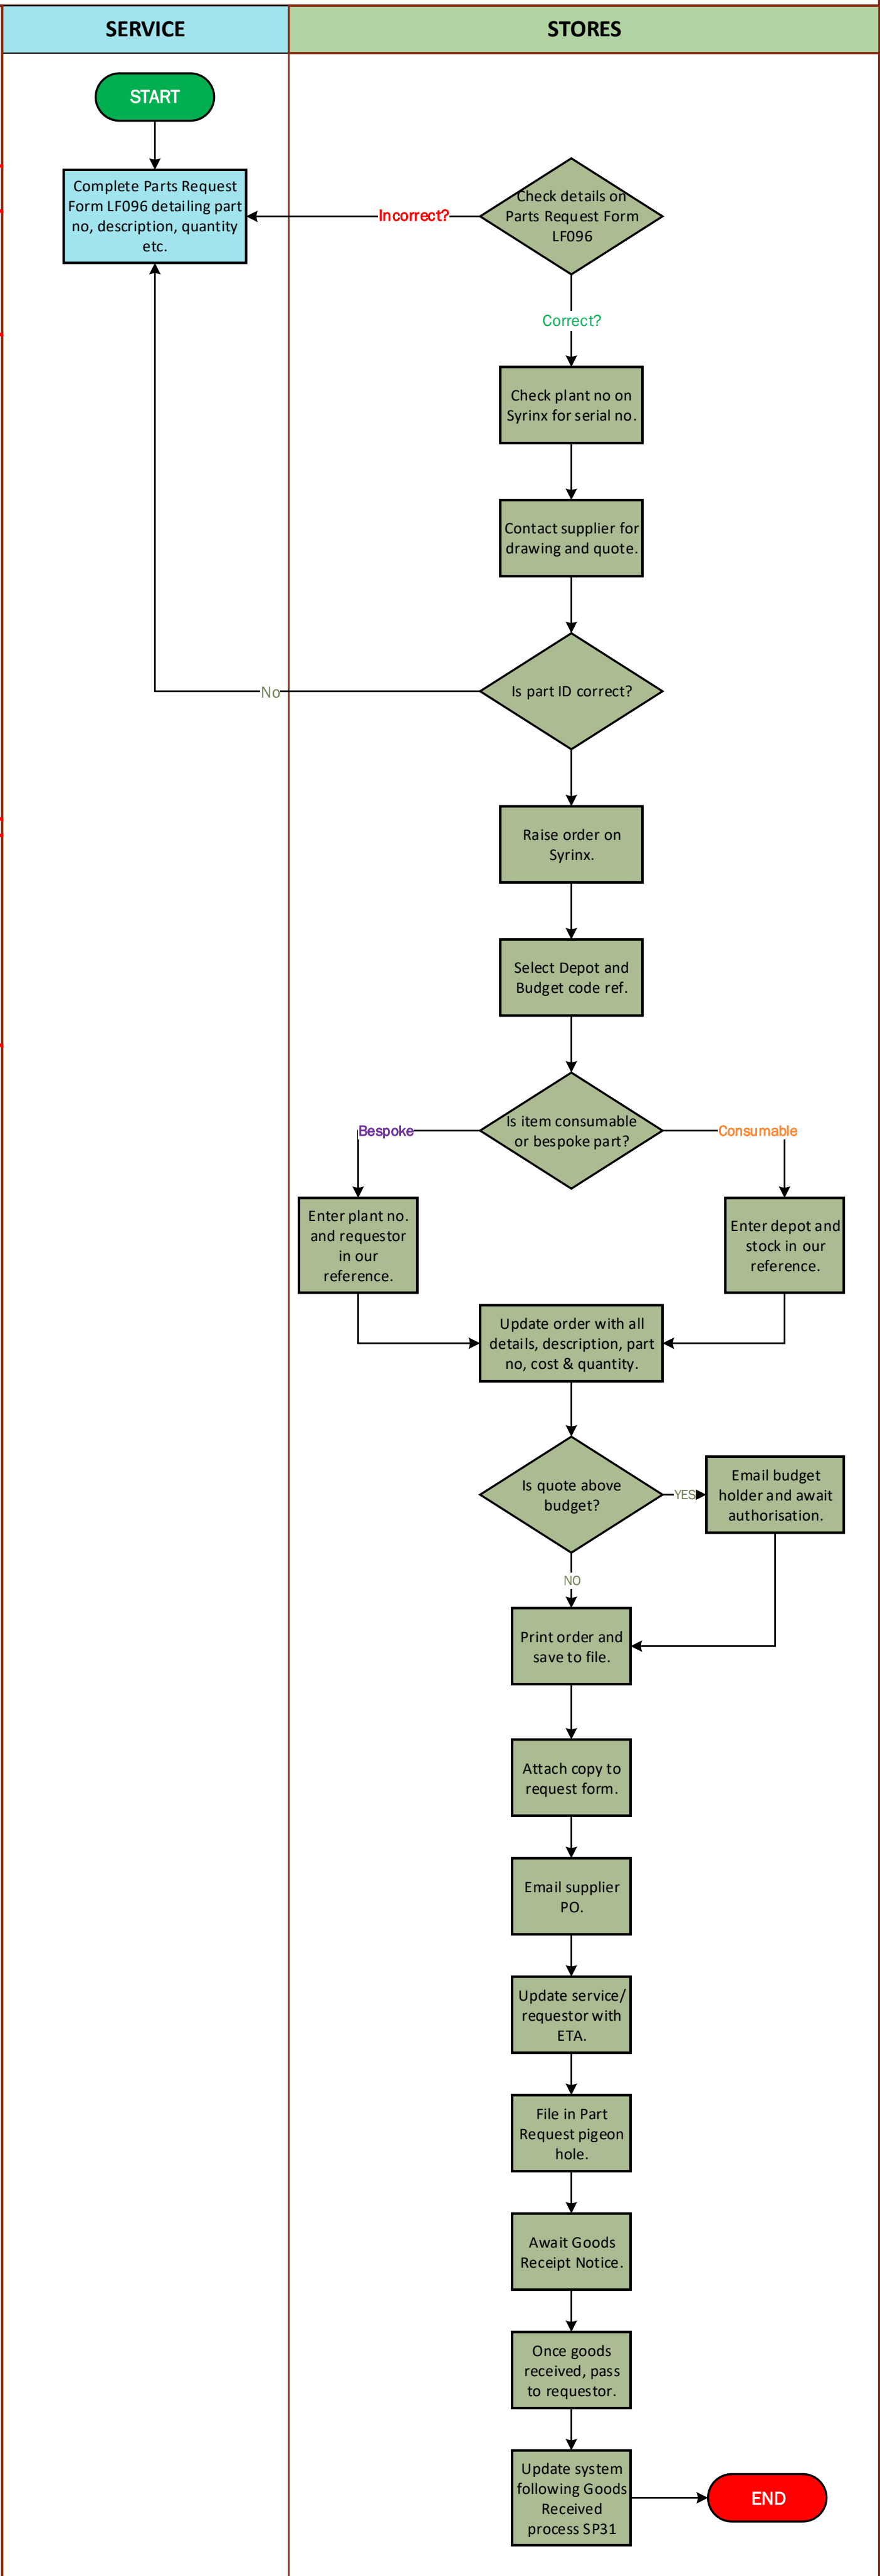 SERVICE
STORES
START
Complete Parts Request
Form LF096 detailing part
no, description, quantity
etc.
Incorrect?
Check details on
Parts Request Form
LF096
Correct?
Check plant no on
Syrinx for serial no.
Contact supplier for
drawing and quote.
Is part ID correct?
No
Raise order on
Syrinx.
Select Depot and
Budget code ref.
Is item consumable
or bespoke part?
Bespoke
Consumable
Enter plant no.
and requestor
in our
reference.
Enter depot and
stock in our
reference.
Update order with all
details, description, part
no, cost & quantity.
Is quote above
budget?
YES
Email budget
holder and await
authorisation.
NO
Print order and
save to file.
Attach copy to
request form.
Email supplier
PO.
Update service/
requestor with
ETA.
File in Part
Request pigeon
hole.
Await Goods
Receipt Notice.
Once goods
received, pass
to requestor.
Update system
following Goods
Received
process SP31
END